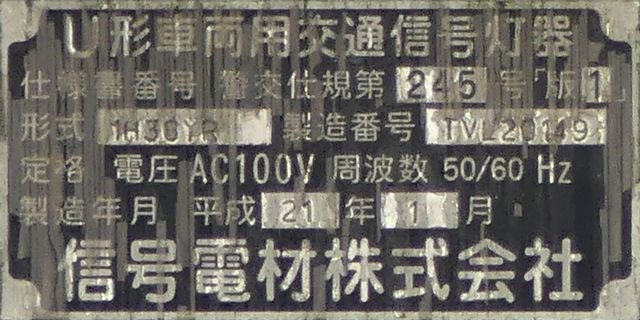 U形車両用交通信号灯器
仕様書番号 警交仕規第 245 号「版1」
形式 1H30YR 製造番号 TVL20149
定格 電圧 AC100V 周波数 50/60 Hz
製造年月 平成 21 年 1 月
信号電材株式会社